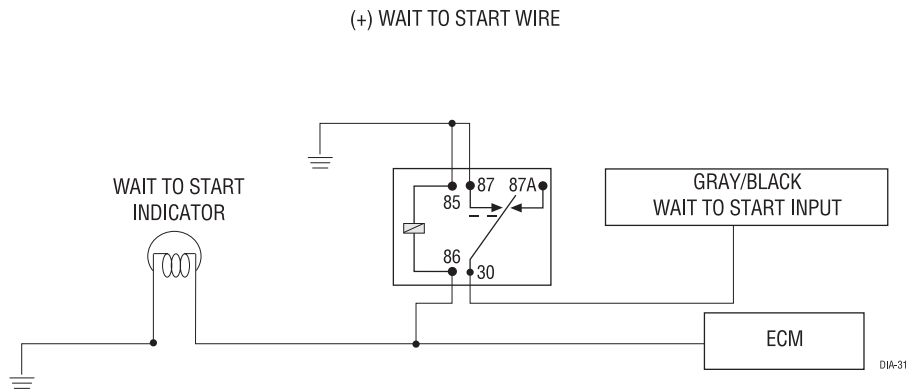 (+) WAIT TO START WIRE
WAIT TO START
INDICATOR
87 87A
85
86
30
GRAY/BLACK
WAIT TO START INPUT
ECM
DIA-31